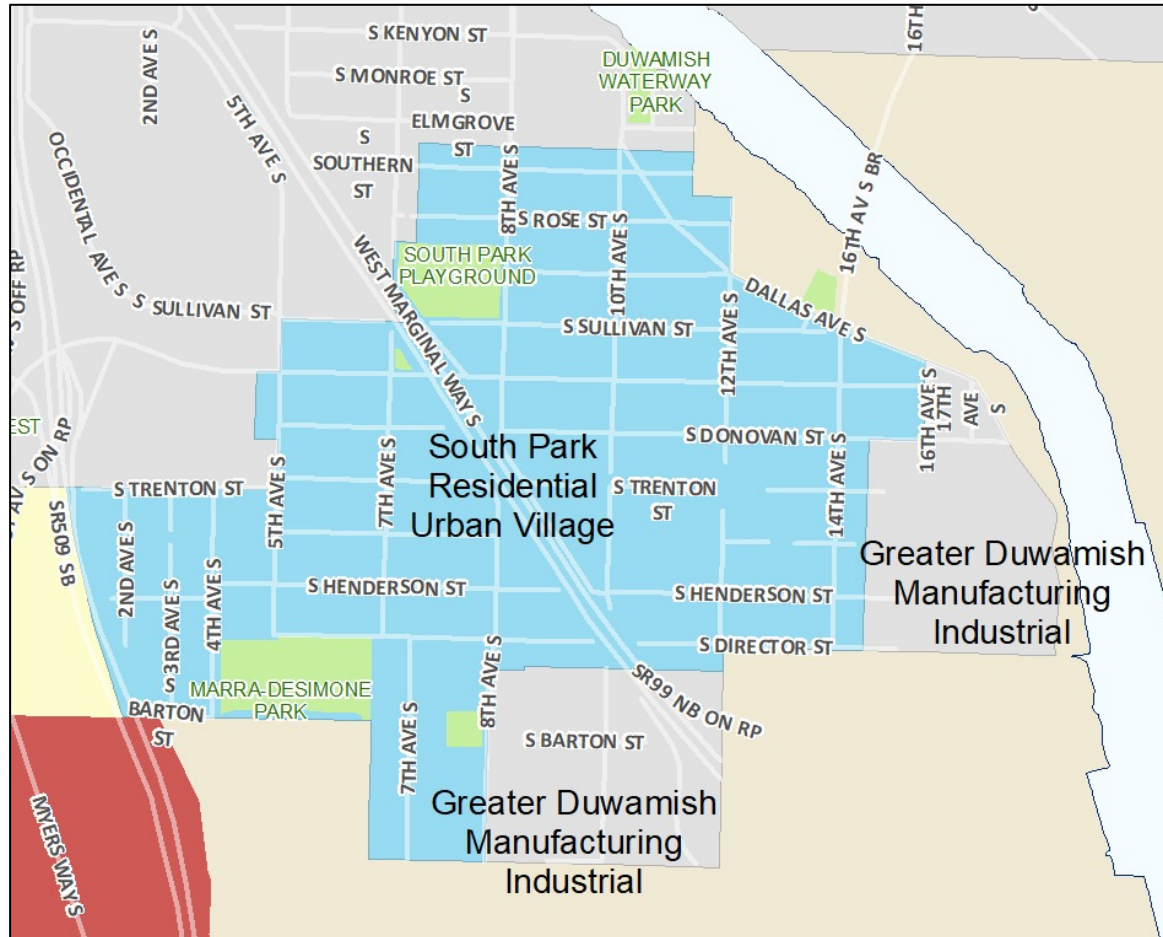 S KENYON ST
16TH
2ND AVE S
S MONROE ST
DUWAMISH
WATERWAY
PARK
5TH AVE S
S
ELMGROVE
ST
S
SOUTHERN
ST
OCCIDENTAL AVE S
8TH AVE S
S ROSE ST
10TH AVE S
16TH AV S BR
WEST MARGINAL WAY S
SOUTH PARK
PLAYGROUND
S SULLIVAN ST
S SULLIVAN ST
DALLAS AVE S
12TH AVE S
S OFF RP
16TH AVE S
17TH
AVE
S
EST
AV S ON RP
SR509 SB
S DONOVAN ST
South Park
Residential
Urban Village
S TRENTON ST
5TH AVE S
7TH AVE S
S TRENTON
ST
14TH AVE S
2ND AVE S
3RD AVE S
4TH AVE S
S HENDERSON ST
S HENDERSON ST
Greater Duwamish
Manufacturing
Industrial
S DIRECTOR ST
8TH AVE S
MARRA-DESIMONE
PARK
S
BARTON
ST
SR99 NB ON RP
7TH AVE S
S BARTON ST
MYERS WAY S
Greater Duwamish
Manufacturing
Industrial